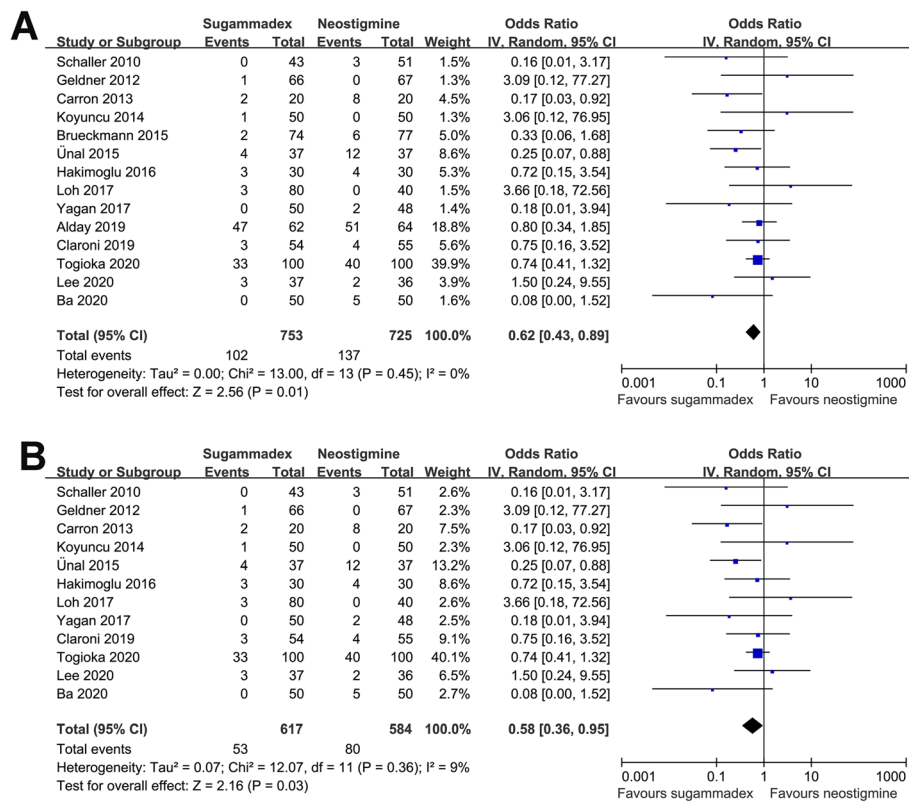 A
Sugammadex Neostigmine Odds Ratio Odds Ratio
Study or Subgroup Events Total Events Total Weight IV, Random, 95% CI IV, Random, 95% CI
Schaller 2010 0 43 3 51 1.5% 0.16 [0.01, 3.17]
Geldner 2012 1 66 0 67 1.3% 3.09 [0.12, 77.27]
Carron 2013 2 20 8 20 4.5% 0.17 [0.03, 0.92]
Koyuncu 2014 1 50 0 50 1.3% 3.06 [0.12, 76.95]
Brueckmann 2015 2 74 6 77 5.0% 0.33 [0.06, 1.68]
Ünal 2015 4 37 12 37 8.6% 0.25 [0.07, 0.88]
Hakimoglu 2016 3 30 4 30 5.3% 0.72 [0.15, 3.54]
Loh 2017 3 80 0 40 1.5% 3.66 [0.18, 72.56]
Yagan 2017 0 50 2 48 1.4% 0.18 [0.01, 3.94]
Alday 2019 47 62 51 64 18.8% 0.80 [0.34, 1.85]
Claroni 2019 3 54 4 55 5.6% 0.75 [0.16, 3.52]
Togioka 2020 33 100 40 100 39.9% 0.74 [0.41, 1.32]
Lee 2020 3 37 2 36 3.9% 1.50 [0.24, 9.55]
Ba 2020 0 50 5 50 1.6% 0.08 [0.00, 1.52]
Total (95% CI) 753 725 100.0% 0.62 [0.43, 0.89]
Total events 102 137
Heterogeneity: Tau² = 0.00; Chi² = 13.00, df = 13 (P = 0.45); I² = 0%
Test for overall effect: Z = 2.56 (P = 0.01)
0.001 0.1 1 10 1000
Favours sugammadex Favours neostigmine
B
Sugammadex Neostigmine Odds Ratio Odds Ratio
Study or Subgroup Events Total Events Total Weight IV, Random, 95% CI IV, Random, 95% CI
Schaller 2010 0 43 3 51 2.6% 0.16 [0.01, 3.17]
Geldner 2012 1 66 0 67 2.3% 3.09 [0.12, 77.27]
Carron 2013 2 20 8 20 7.5% 0.17 [0.03, 0.92]
Koyuncu 2014 1 50 0 50 2.3% 3.06 [0.12, 76.95]
Ünal 2015 4 37 12 37 13.2% 0.25 [0.07, 0.88]
Hakimoglu 2016 3 30 4 30 8.6% 0.72 [0.15, 3.54]
Loh 2017 3 80 0 40 2.6% 3.66 [0.18, 72.56]
Yagan 2017 0 50 2 48 2.5% 0.18 [0.01, 3.94]
Claroni 2019 3 54 4 55 9.1% 0.75 [0.16, 3.52]
Togioka 2020 33 100 40 100 40.1% 0.74 [0.41, 1.32]
Lee 2020 3 37 2 36 6.5% 1.50 [0.24, 9.55]
Ba 2020 0 50 5 50 2.7% 0.08 [0.00, 1.52]
Total (95% CI) 617 584 100.0% 0.58 [0.36, 0.95]
Total events 53 80
Heterogeneity: Tau² = 0.07; Chi² = 12.07, df = 11 (P = 0.36); I² = 9%
Test for overall effect: Z = 2.16 (P = 0.03)
0.001 0.1 1 10 1000
Favours sugammadex Favours neostigmine